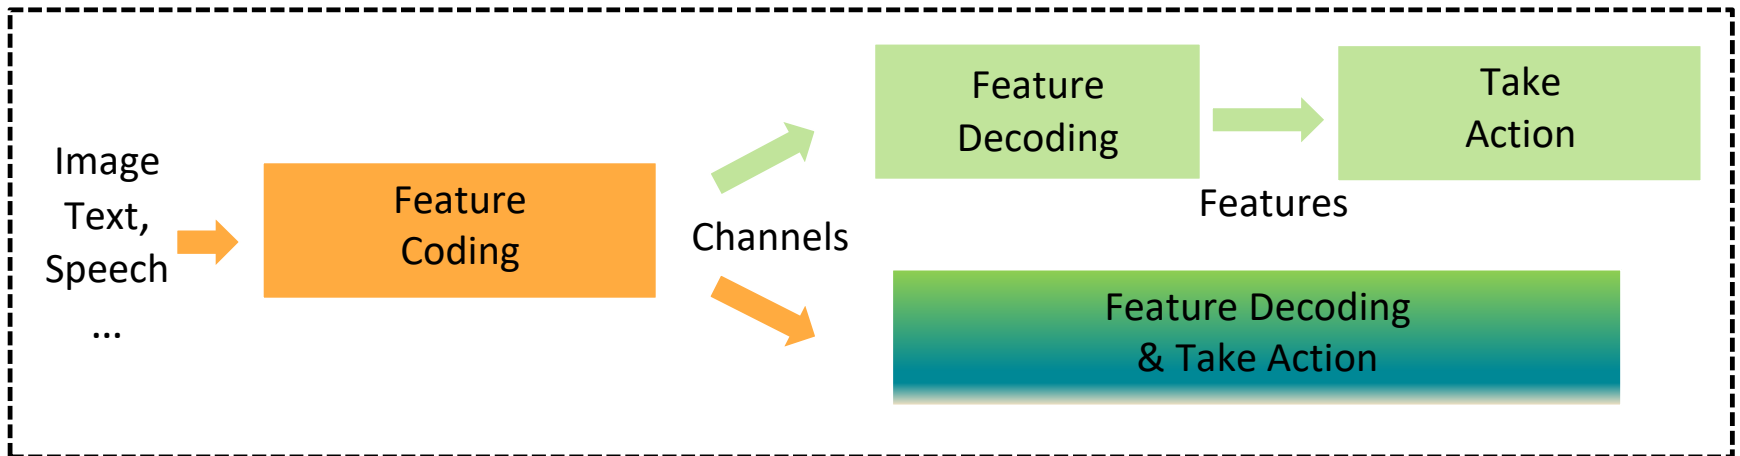 Image
Text,
Speech
...
Feature
Coding
Channels
Feature
Decoding
Features
Take
Action
Feature Decoding
& Take Action